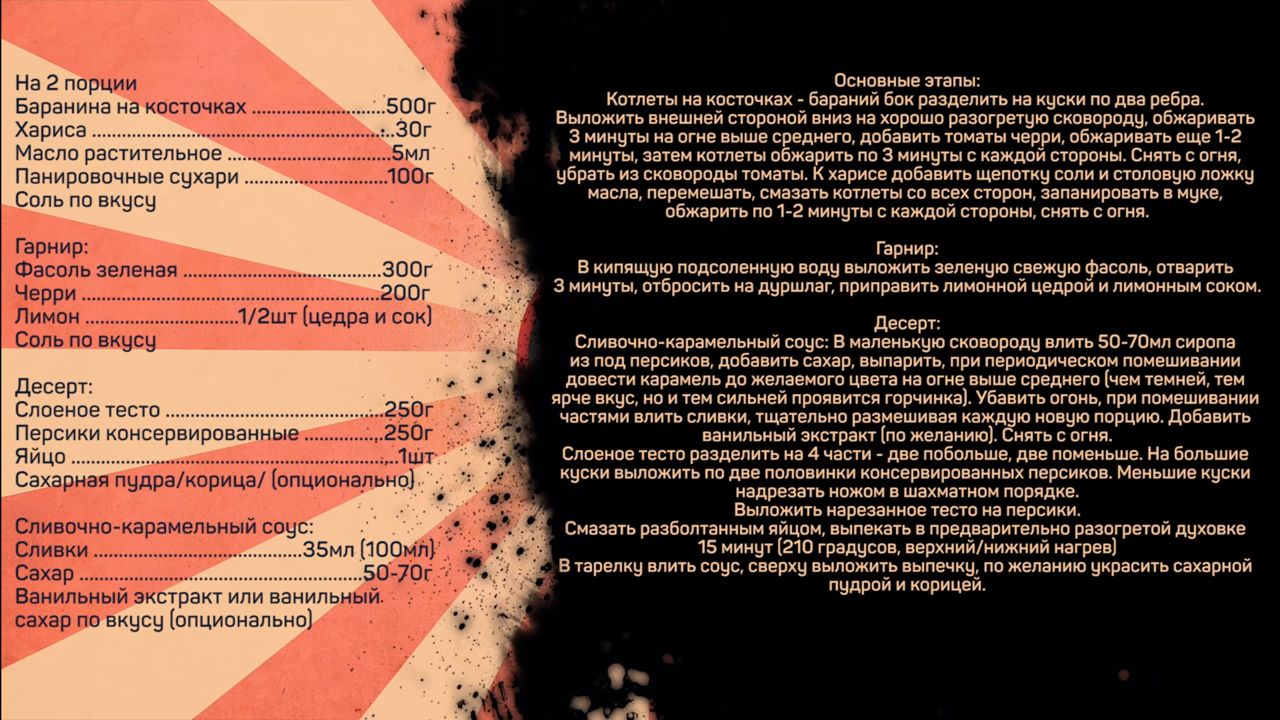 На 2 порции
Баранина на косточках ........................500г
Хариса ....................................................30г
Масло растительное .............................5мл
Панировочные сухари .........................100г
Соль по вкусу
Гарнир:
Фасоль зеленая ....................................300г
Черри ......................................................200г
Лимон ...........................1/2шт (цедра и сок)
Соль по вкусу
Десерт:
Слоеное тесто .......................................250г
Персики консервированные ..............250г
Яйцо ..........................................................1шт
Сахарная пудра/корица/ (опционально)
Сливочно-карамельный соус:
Сливки .....................................35мл (100мл)
Сахар ...................................................50-70г
Ванильный экстракт или ванильный
сахар по вкусу (опционально)
Основные этапы:
Котлеты на косточках - бараний бок разделить на куски по два ребра.
Выложить внешней стороной вниз на хорошо разогретую сковороду, обжаривать
3 минуты на огне выше среднего, добавить томаты черри, обжаривать еще 1-2
минуты, затем котлеты обжарить по 3 минуты с каждой стороны. Снять с огня,
убрать из сковороды томаты. К харисе добавить щепотку соли и столовую ложку
масла, перемешать, смазать котлеты со всех сторон, запанировать в муке,
обжарить по 1-2 минуты с каждой стороны, снять с огня.
Гарнир:
В кипящую подсоленную воду выложить зеленую свежую фасоль, отварить
3 минуты, отбросить на дуршлаг, приправить лимонной цедрой и лимонным соком.
Десерт:
Сливочно-карамельный соус: В маленькую сковороду влить 50-70мл сиропа
из под персиков, добавить сахар, выпарить, при периодическом помешивании
довести карамель до желаемого цвета на огне выше среднего (чем темней, тем
ярче вкус, но и тем сильней проявится горчинка). Убавить огонь, при помешивании
частями влить сливки, тщательно размешивая каждую новую порцию. Добавить
ванильный экстракт (по желанию). Снять с огня.
Слоеное тесто разделить на 4 части - две побольше, две поменьше. На большие
куски выложить по две половинки консервированных персиков. Меньшие куски
надрезать ножом в шахматном порядке.
Выложить нарезанное тесто на персики.
Смазать разболтанным яйцом, выпекать в предварительно разогретой духовке
15 минут (210 градусов, верхний/нижний нагрев)
В тарелку влить соус, сверху выложить выпечку, по желанию украсить сахарной
пудрой и корицей.